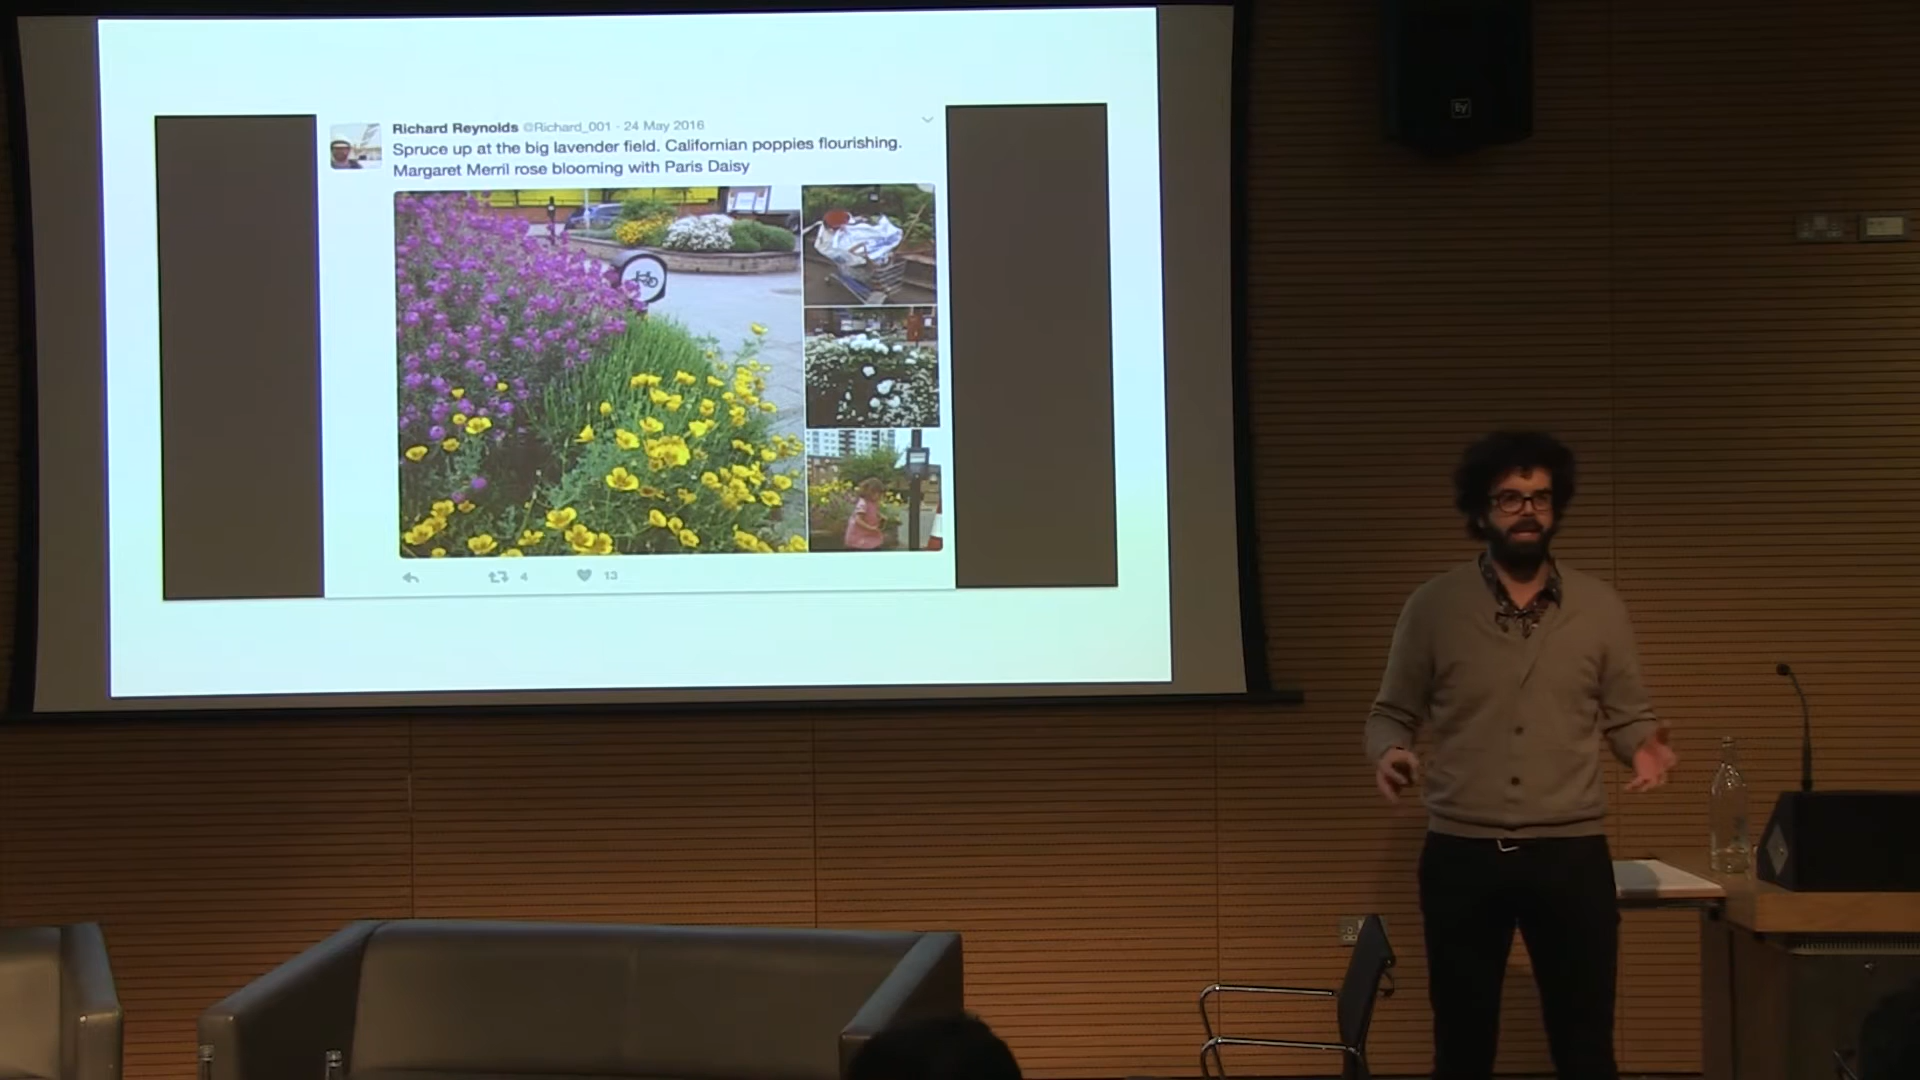 Richard Reynolds @Richard_001 - 24 May 2016
Spruce up at the big lavender field. Californian poppies flourishing.
Margaret Merril rose blooming with Paris Daisy
4 13
EV